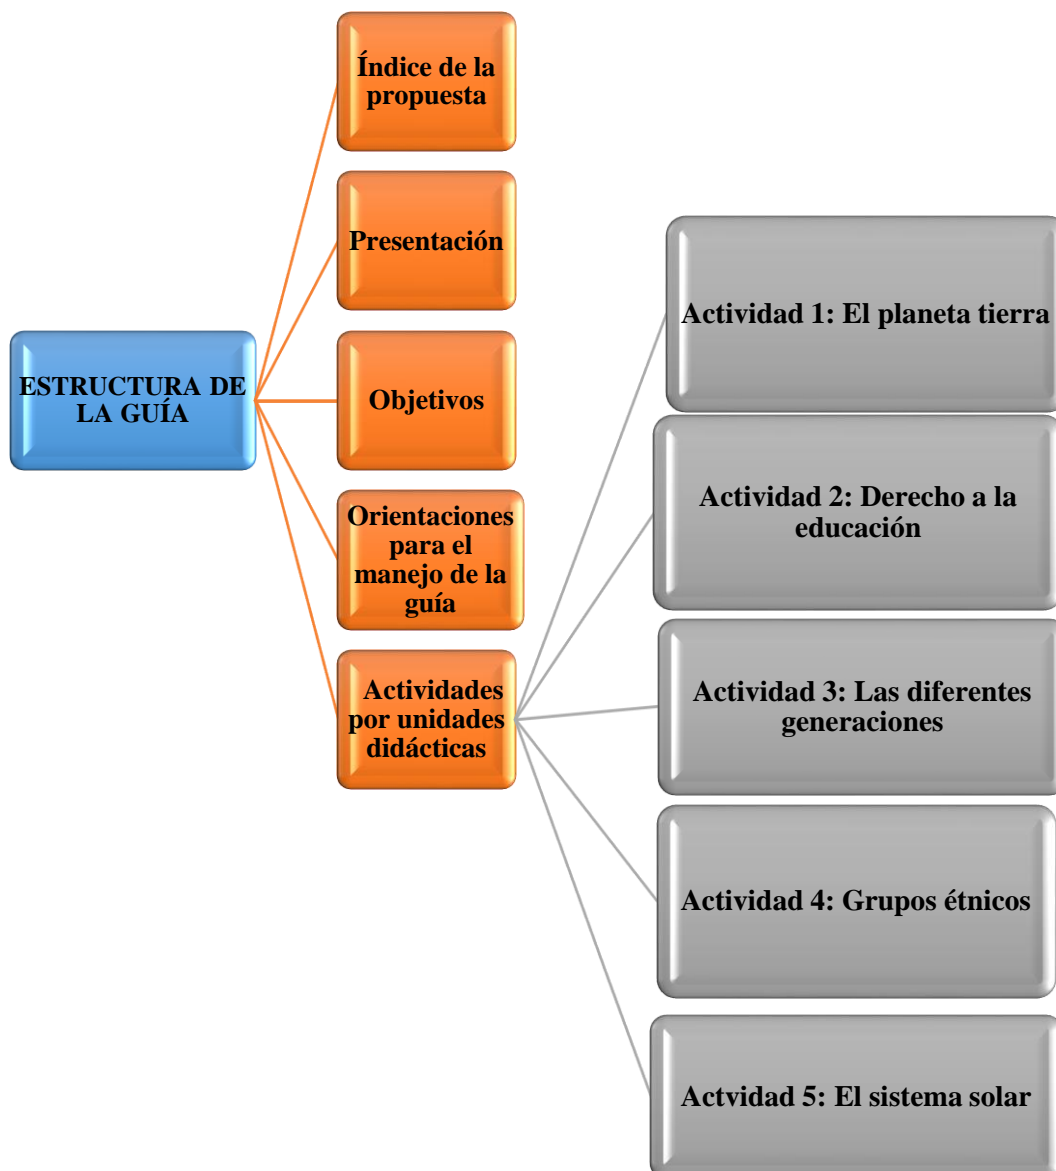 Índice de la
propuesta
Presentación
ESTRUCTURA DE
LA GUÍA
Objetivos
Orientaciones
para el
manejo de la
guía
Actividades
por unidades
didácticas
Actividad 1: El planeta tierra
Actividad 2: Derecho a la
educación
Actividad 3: Las diferentes
generaciones
Actividad 4: Grupos étnicos
Actvidad 5: El sistema solar